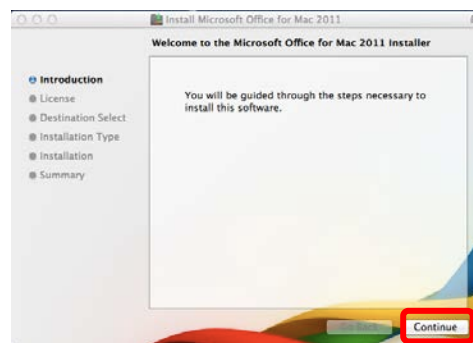 Install Microsoft Office for Mac 2011
Welcome to the Microsoft Office for Mac 2011 Installer
Introduction
License
Destination Select
Installation Type
Installation
Summary
You will be guided through the steps necessary to
install this software.
Go Back
Continue